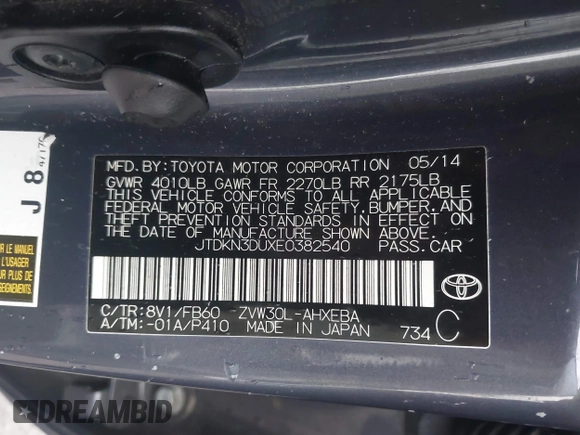 J 8
MFD. BY: TOYOTA MOTOR CORPORATION 05/14
GVWR 4010LB GAWR FR 2270LB RR 2175LB
THIS VEHICLE CONFORMS TO ALL APPLICABLE
FEDERAL MOTOR VEHICLE SAFETY, BUMPER, AND
THEFT PREVENTION STANDARDS IN EFFECT ON
THE DATE OF MANUFACTURE SHOWN ABOVE.
JTDKN3DUXE0382540 PASS. CAR
C/TR: 8V1/FB60 ZVW30L-AHXEBA
A/TM: -01A/P410 MADE IN JAPAN 734 C
DREAMBID